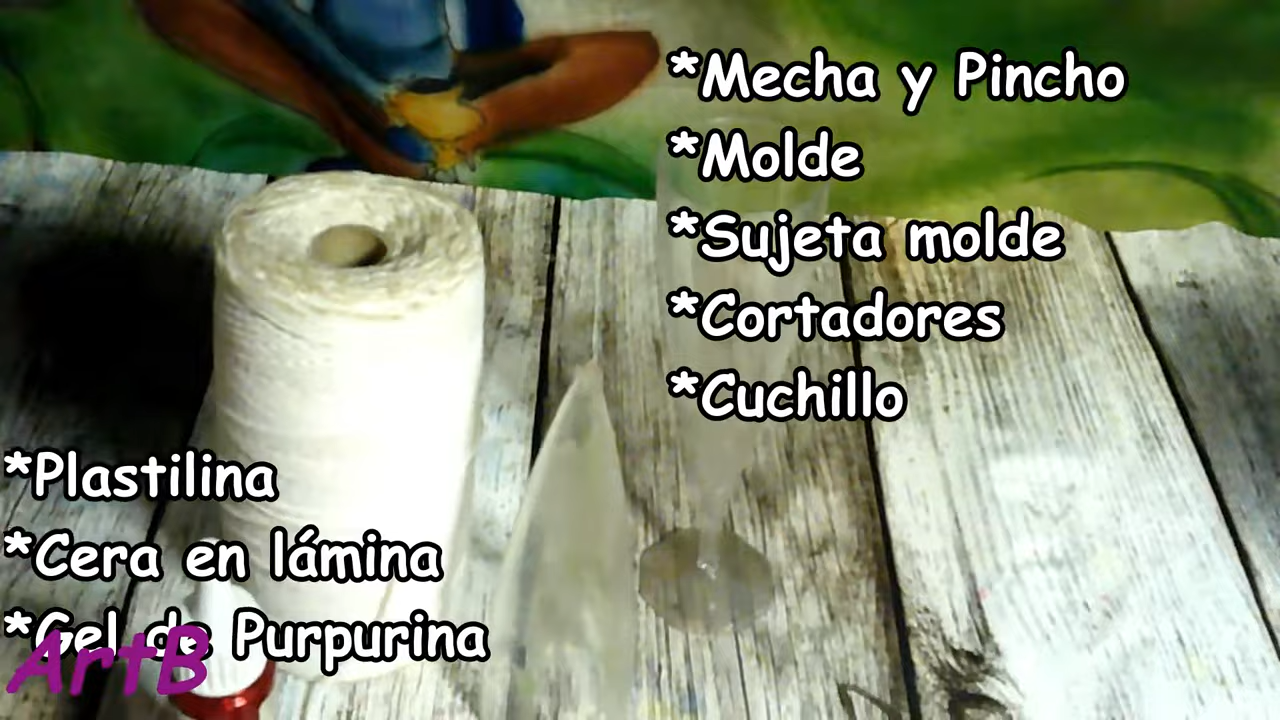 *Mecha y Pincho
*Molde
*Sujeta molde
*Cortadores
*Cuchillo
*Plastilina
*Cera en lámina
*Gel de Purpurina
ArtB